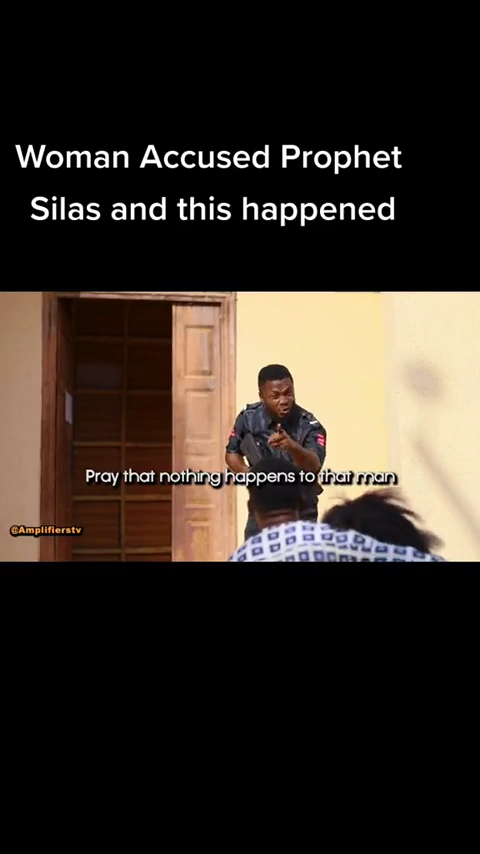 Woman Accused Prophet
Silas and this happened
Pray that nothing happens to that man
@Amplifierstv